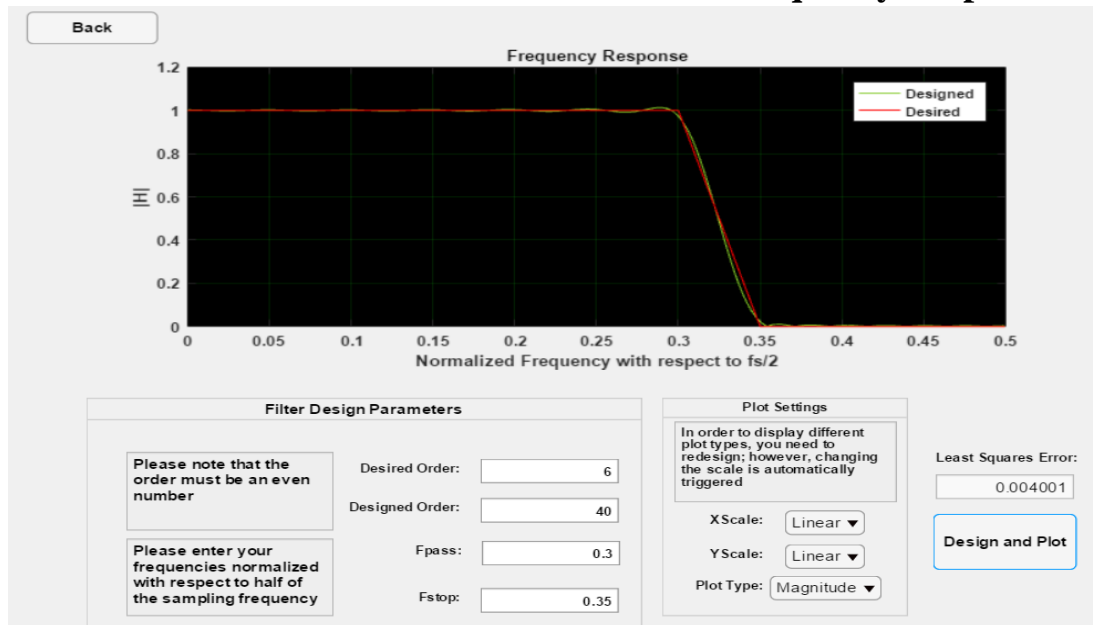 Back
Frequency Response
1.2
1
0.8
0.6
0.4
0.2
0
|H|
Designed
Desired
0 0.05 0.1 0.15 0.2 0.25 0.3 0.35 0.4 0.45 0.5
Normalized Frequency with respect to fs/2
Filter Design Parameters
Please note that the
order must be an even
number
Please enter your
frequencies normalized
with respect to half of
the sampling frequency
Desired Order: 6
Designed Order: 40
Fpass: 0.3
Fstop: 0.35
Plot Settings
In order to display different
plot types, you need to
redesign; however, changing
the scale is automatically
triggered
XScale: Linear
YScale: Linear
Plot Type: Magnitude
Least Squares Error:
0.004001
Design and Plot